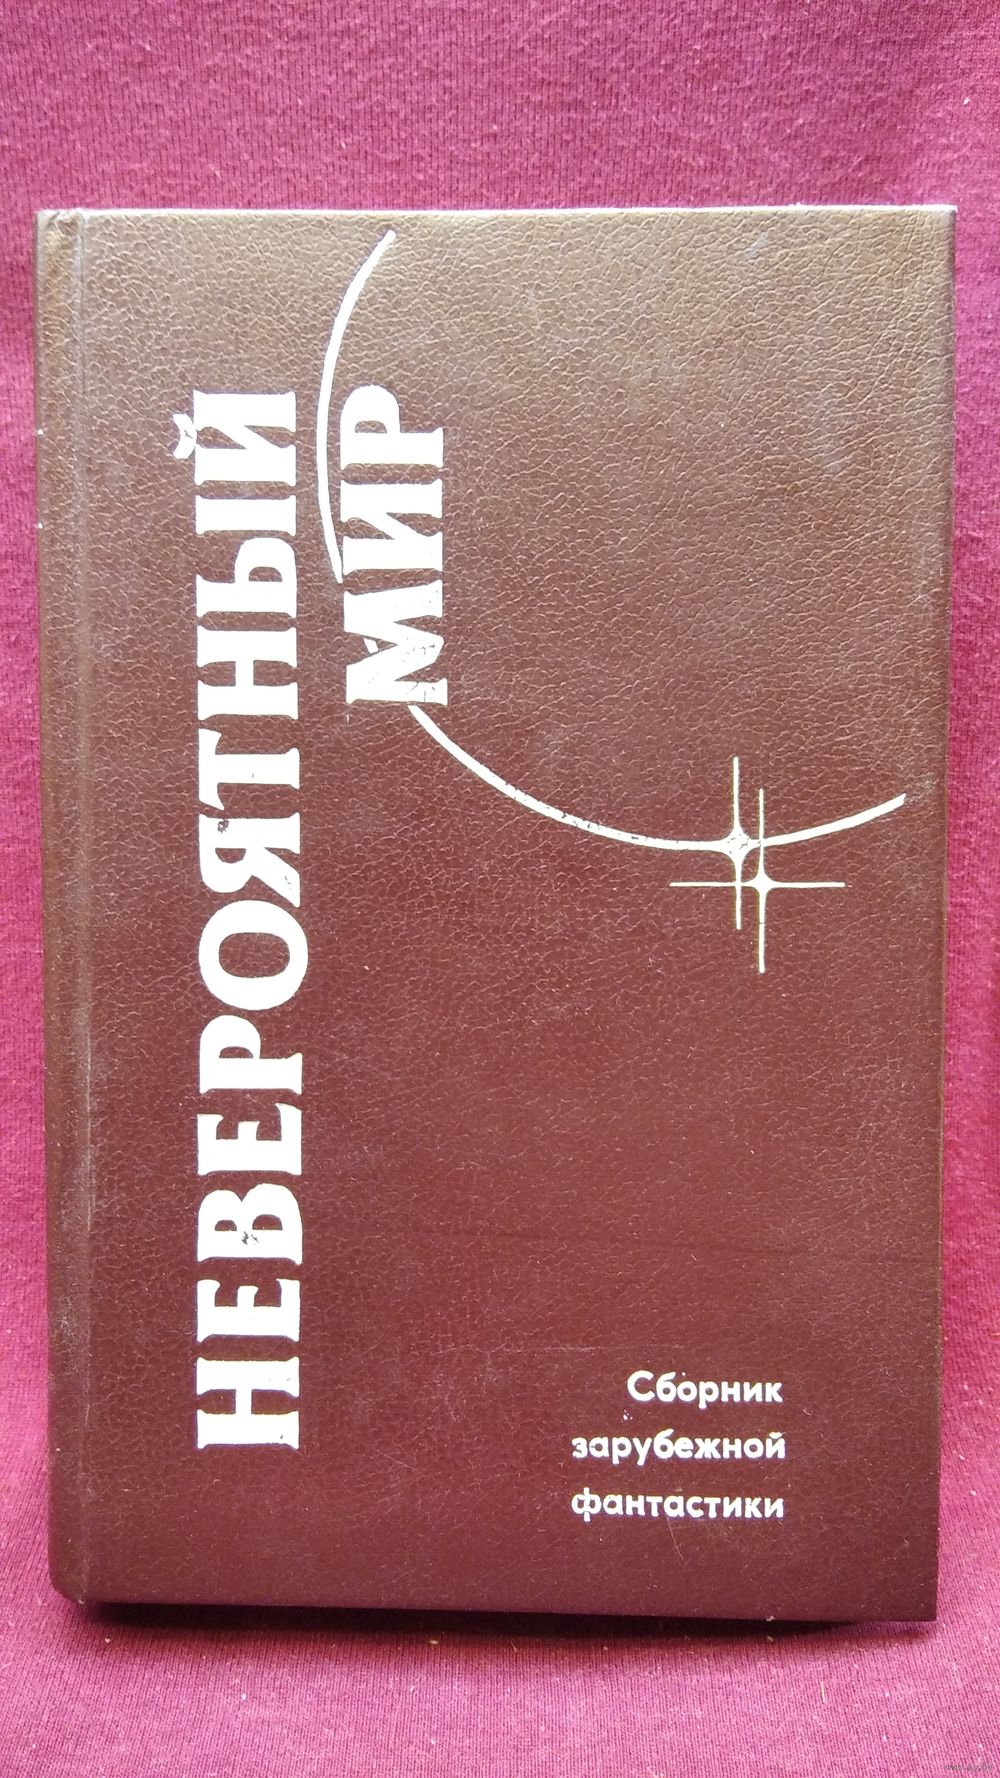 НЕВЕРОЯТНЫЙ
МИР
Сборник
зарубежной
фантастики